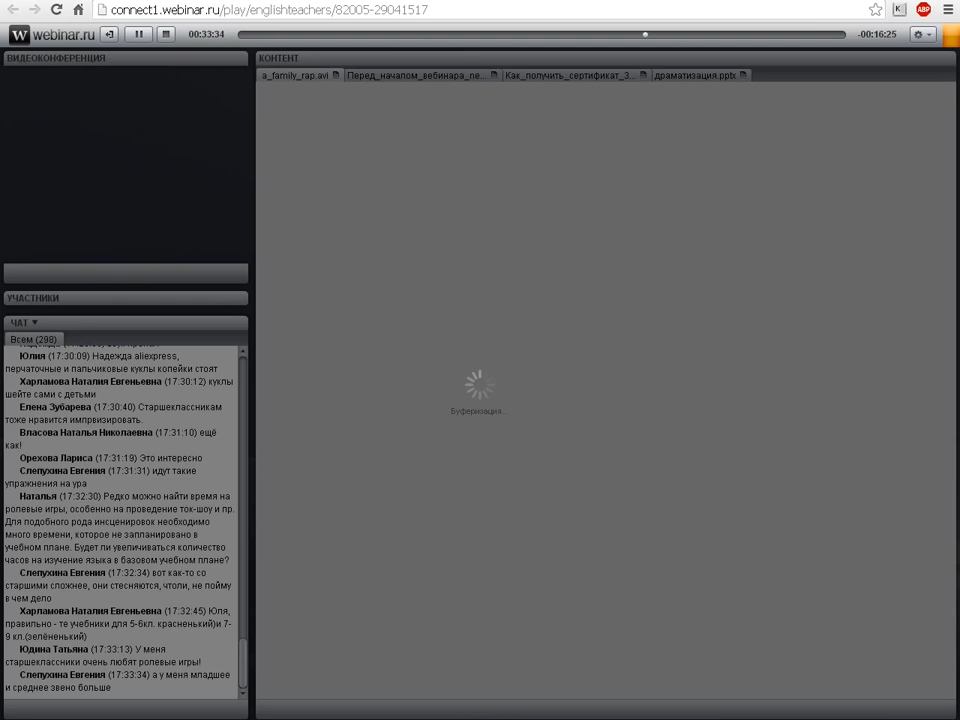 connect1.webinar.ru/play/englishteachers/82005-29041517
K
ABP
W webinar.ru
00:33:34
-00:16:25
ВИДЕОКОНФЕРЕНЦИЯ
КОНТЕНТ
a_family_rap.avi
Перед_началом_вебинара_пе...
Как_получить_сертификат_3...
драматизация.pptx
Буферизация...
УЧАСТНИКИ
ЧАТ
Всем (298)
Юлия (17:30:09) Надежда aliexpress,
перчаточные и пальчиковые куклы копейки стоят
Харламова Наталия Евгеньевна (17:30:12) куклы
шейте сами с детьми
Елена Зубарева (17:30:40) Старшеклассникам
тоже нравится импрвизировать.
Власова Наталья Николаевна (17:31:10) ещё
как!
Орехова Лариса (17:31:19) Это интересно
Слепухина Евгения (17:31:31) идут такие
упражнения на ура
Наталья (17:32:30) Редко можно найти время на
ролевые игры, особенно на проведение ток-шоу и пр.
Для подобного рода инсценировок необходимо
много времени, которое не запланировано в
учебном плане. Будет ли увеличиваться количество
часов на изучение языка в базовом учебном плане?
Слепухина Евгения (17:32:34) вот как-то со
старшими сложнее, они стесняются, чтоли, не пойму
в чем дело
Харламова Наталия Евгеньевна (17:32:45) Юля,
правильно - те учебники для 5-6кл. красненький)и 7-
9 кл.(зелёненький)
Юдина Татьяна (17:33:13) У меня
старшеклассники очень любят ролевые игры!
Слепухина Евгения (17:33:34) а у меня младшее
и среднее звено больше